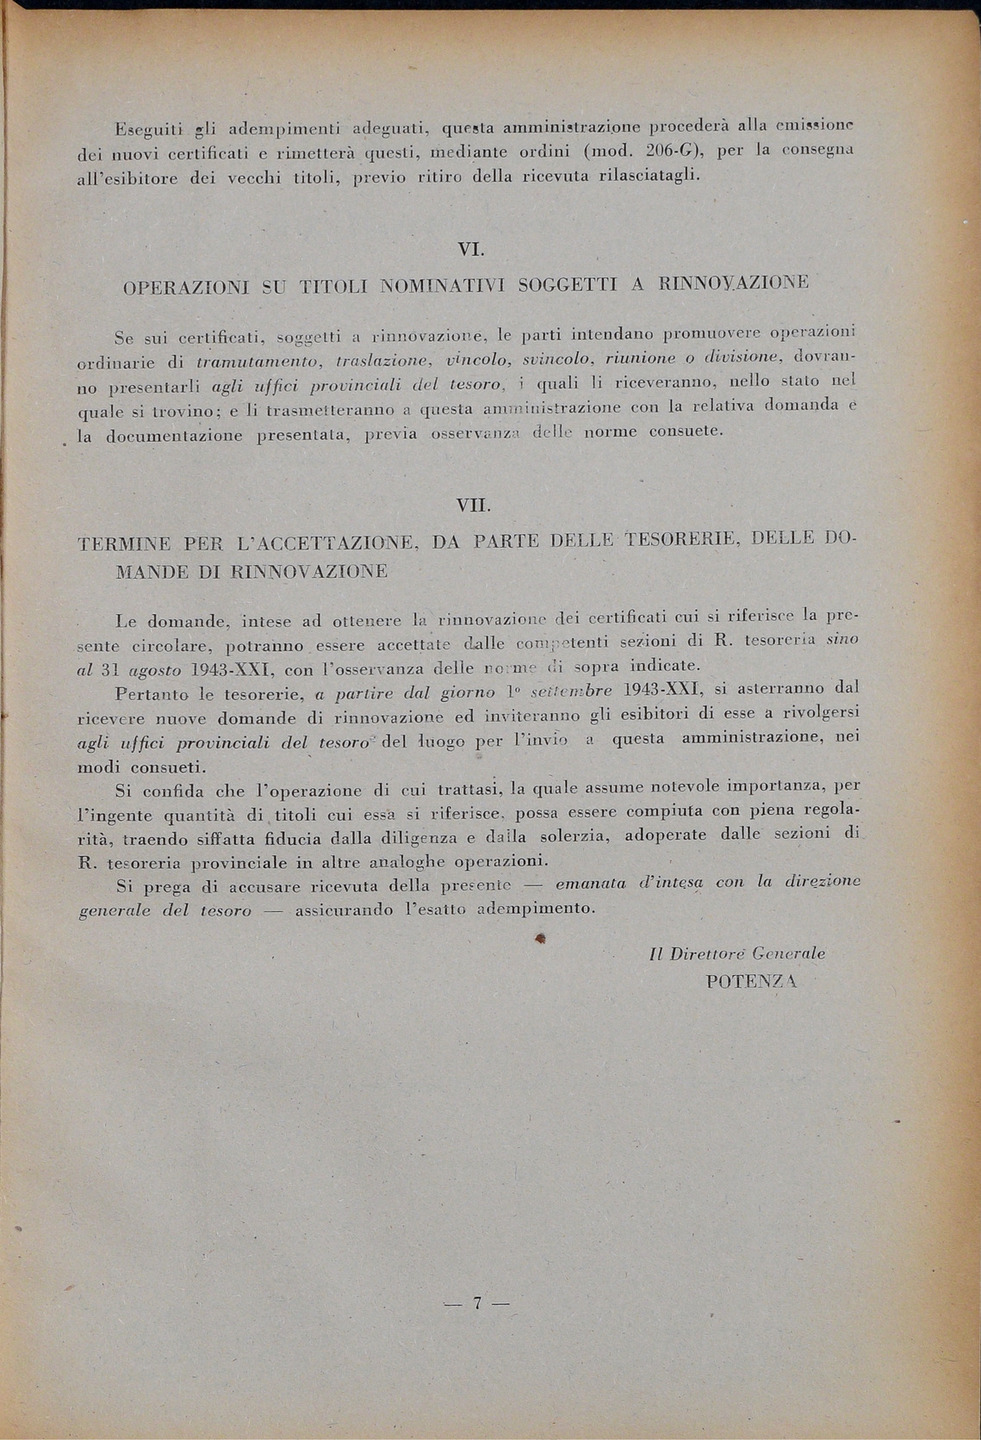 Eseguiti gli adempimenti adeguati, questa amministrazione procederà alla emissione
dei nuovi certificati e rimetterà questi, mediante ordini (mod. 206-G), per la consegna
all'esibitore dei vecchi titoli, previo ritiro della ricevuta rilasciatagli.
VI.
OPERAZIONI SU TITOLI NOMINATIVI SOGGETTI A RINNOVAZIONE
Se sui certificati, soggetti a rinnovazione, le parti intendano promuovere operazioni
ordinarie di tramutamento, traslazione, vincolo, svincolo, riunione o divisione, dovran-
no presentarli agli uffici provinciali del tesoro, i quali li riceveranno, nello stato nel
quale si trovino; e li trasmetteranno a questa amministrazione con la relativa domanda e
la documentazione presentata, previa osservanza delle norme consuete.
VII.
TERMINE PER L'ACCETTAZIONE, DA PARTE DELLE TESORERIE, DELLE DO-
MANDE DI RINNOVAZIONE
Le domande, intese ad ottenere la rinnovazione dei certificati cui si riferisce la pre-
sente circolare, potranno essere accettate dalle competenti sezioni di R. tesoreria sino
al 31 agosto 1943-XXI, con l'osservanza delle norme di sopra indicate.
Pertanto le tesorerie, a partire dal giorno 1º settembre 1943-XXI, si asterranno dal
ricevere nuove domande di rinnovazione ed inviteranno gli esibitori di esse a rivolgersi
agli uffici provinciali del tesoro del luogo per l'invio a questa amministrazione, nei
modi consueti.
Si confida che l'operazione di cui trattasi, la quale assume notevole importanza, per
l'ingente quantità di titoli cui essa si riferisce, possa essere compiuta con piena regola-
rità, traendo siffatta fiducia dalla diligenza e dalla solerzia, adoperate dalle sezioni di
R. tesoreria provinciale in altre analoghe operazioni.
Si prega di accusare ricevuta della presente — emanata d'intesa con la direzione
generale del tesoro — assicurando l'esatto adempimento.
Il Direttore Generale
POTENZA
— 7 —